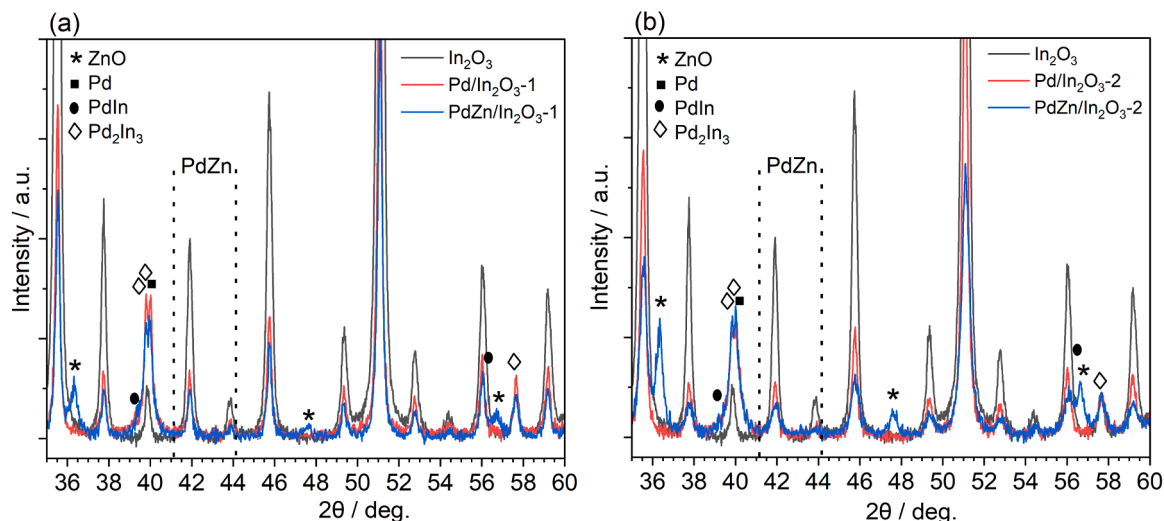 (a)
* ZnO
■ Pd
● PdIn
◇ Pd₂In₃
In₂O₃
Pd/In₂O₃-1
PdZn/In₂O₃-1
PdZn
◇
◇ ■
*
●
●
◇
*
*
Intensity / a.u.
36 38 40 42 44 46 48 50 52 54 56 58 60
2θ / deg.
(b)
* ZnO
■ Pd
● PdIn
◇ Pd₂In₃
In₂O₃
Pd/In₂O₃-2
PdZn/In₂O₃-2
PdZn
*
◇
◇ ■
●
●
*
◇
*
Intensity / a.u.
36 38 40 42 44 46 48 50 52 54 56 58 60
2θ / deg.